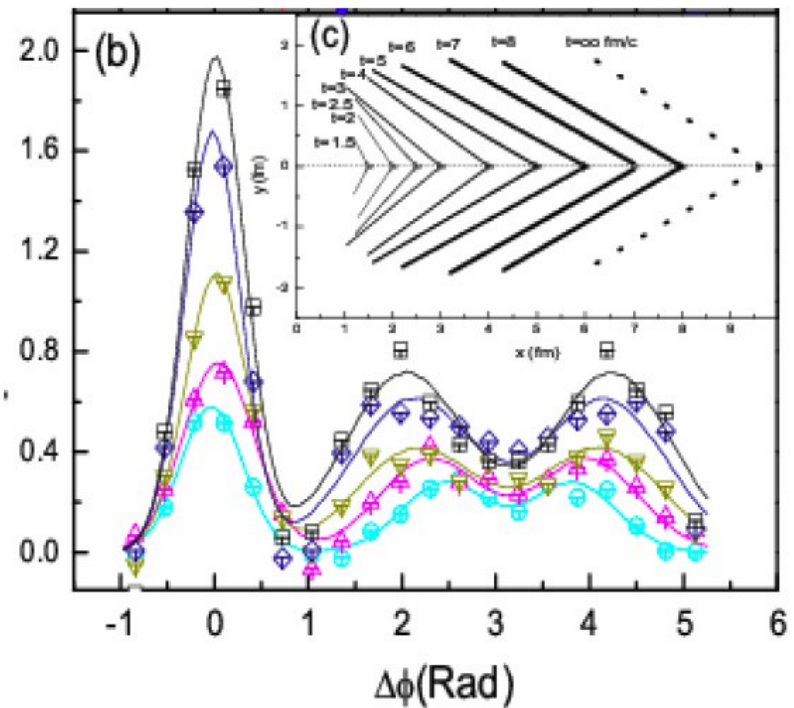 (b)
(c)
2.0
1.6
1.2
0.8
0.4
0.0
-1 0 1 2 3 4 5 6
Δϕ(Rad)
t=1.5
t=2
t=2.5
t=3
t=4
t=5
t=6
t=7
t=8
t=oo fm/c
y (fm)
2
1
0
-1
-2
0 1 2 3 4 5 6 7 8 9
x (fm)